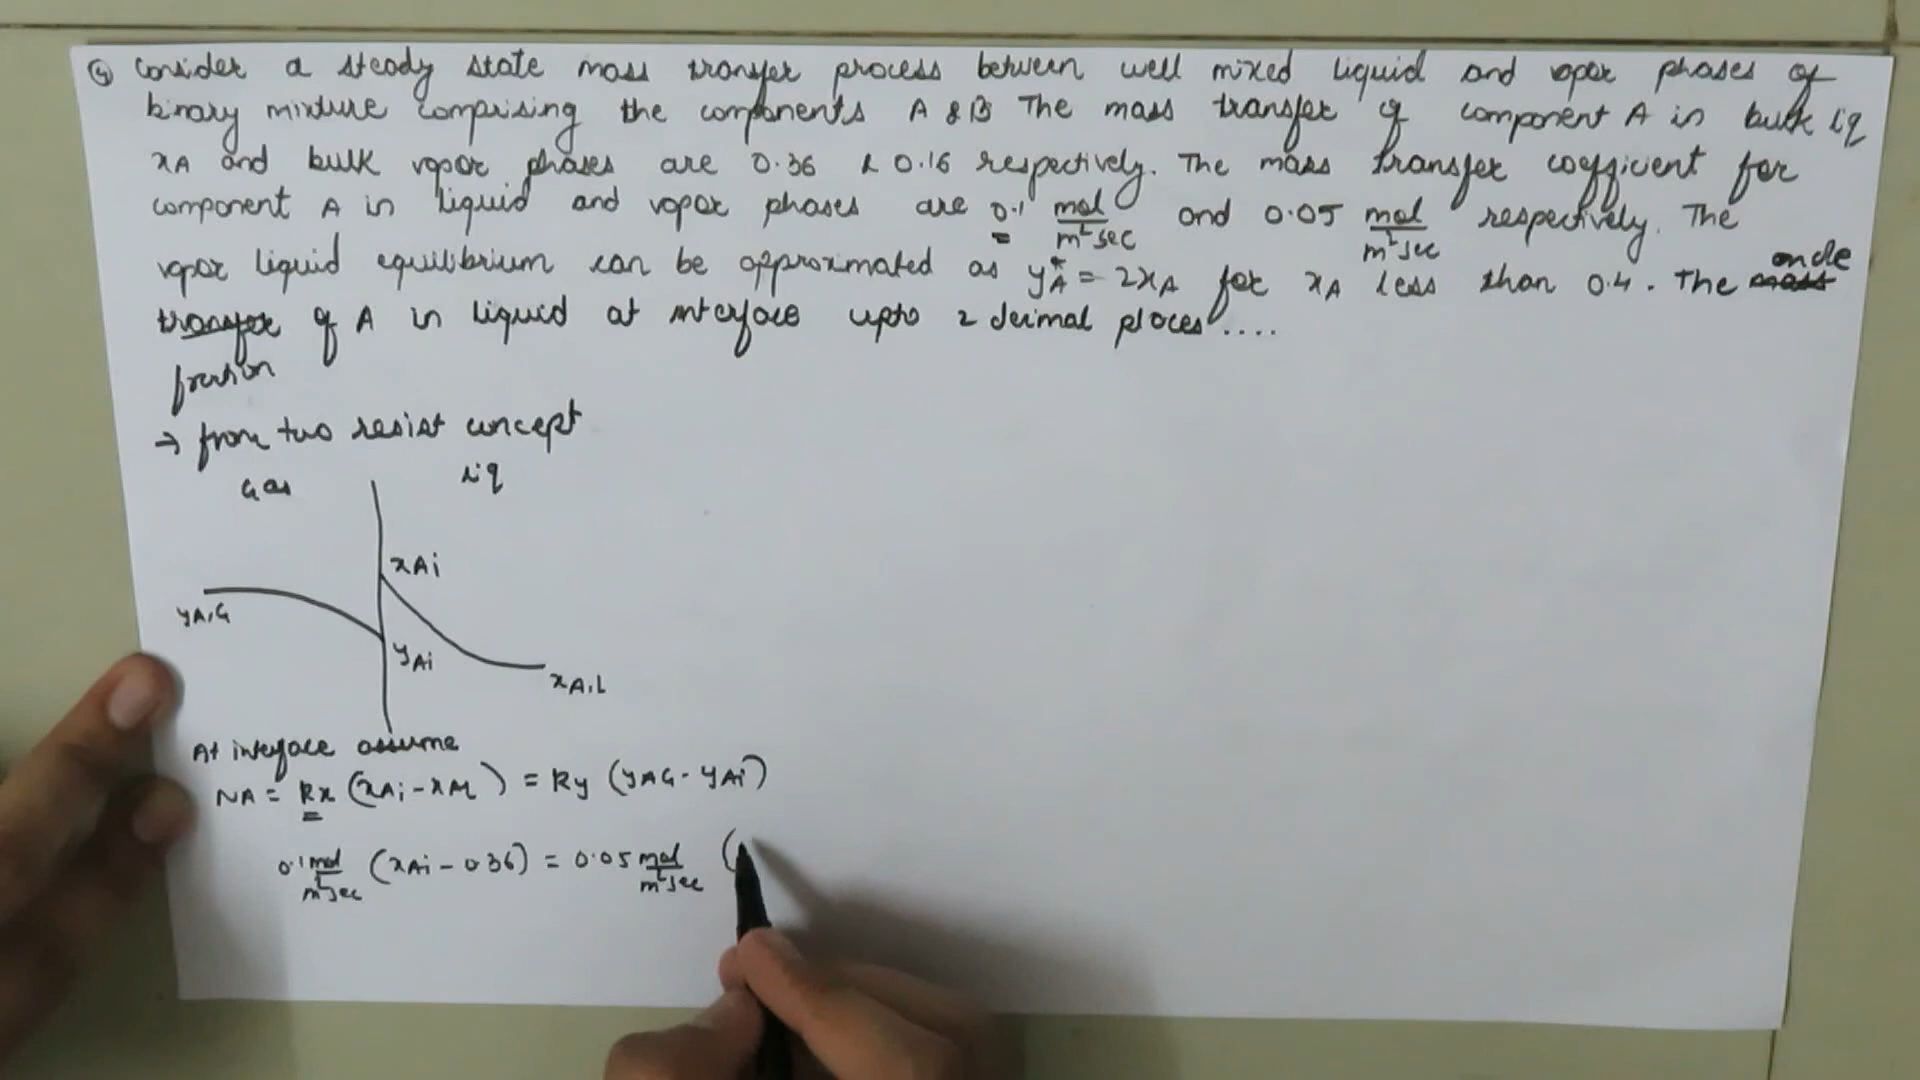 ④ Consider a steady state mass transfer process between well mixed liquid and vapor phases of
binary mixture comprising the components A & B The mass transfer of component A in bulk liq
xA and bulk vapor phases are 0.36 & 0.16 respectively. The mass transfer coefficient for
component A in liquid and vapor phases are 0.1 mol/m²sec and 0.05 mol/m²sec respectively. The
vapor liquid equilibrium can be approximated as y*A = 2xA for xA less than 0.4. The mole
of A in liquid at interface upto 2 decimal places....
fraction
→ from two resist concept
Gas liq
xAi
yA,G
yAi
xA,L
At interface assume
NA = kx (xAi - xAL) = ky (yAG - yAi)
0.1 mol/m²sec (xAi - 0.36) = 0.05 mol/m²sec (